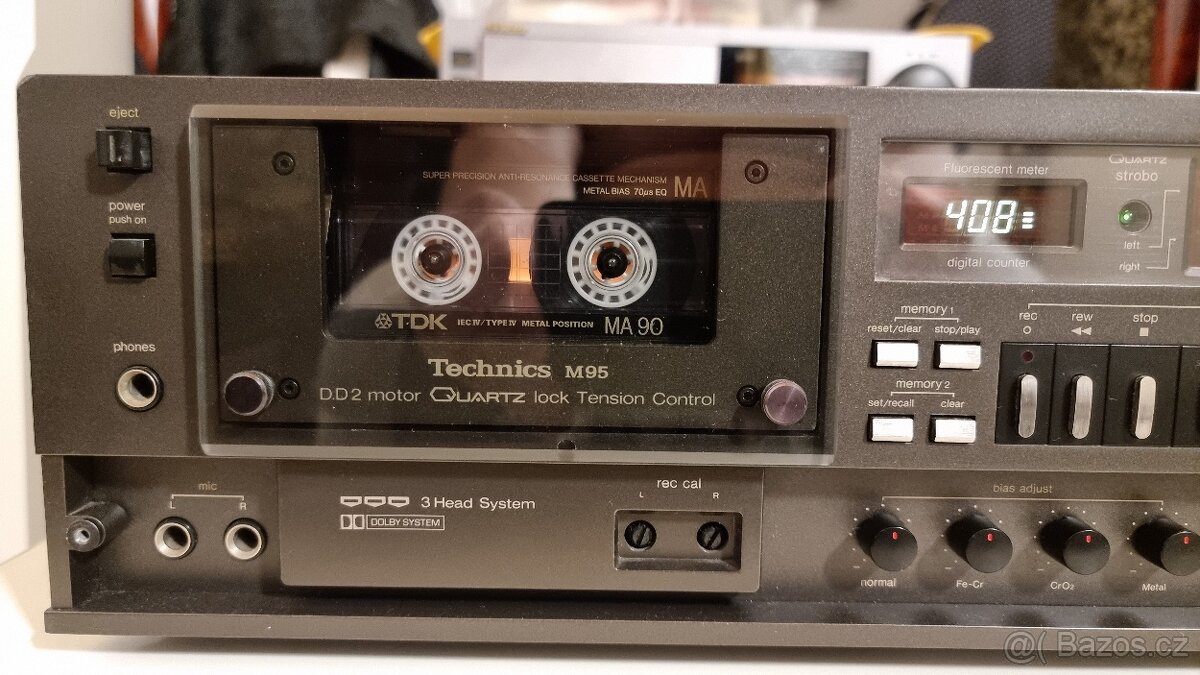 eject
power
push on
phones
SUPER PRECISION ANTI-RESONANCE CASSETTE MECHANISM
METAL BIAS 70µs EQ MA
TDK IEC IV/TYPE IV METAL POSITION MA 90
Technics M95
D.D 2 motor QUARTZ lock Tension Control
Fluorescent meter
408
digital counter
QUARTZ
strobo
left
right
memory 1
reset/clear stop/play
memory 2
set/recall clear
rec rew stop
mic
L R
3 Head System
DOLBY SYSTEM
rec cal
L R
bias adjust
normal Fe-Cr CrO₂ Metal
@( Bazos.cz